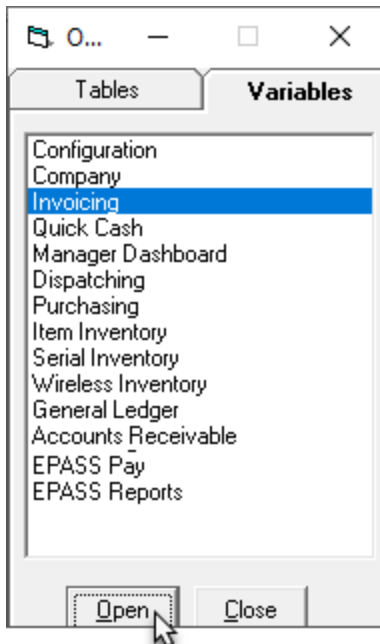 O...
Tables Variables
Configuration
Company
Invoicing
Quick Cash
Manager Dashboard
Dispatching
Purchasing
Item Inventory
Serial Inventory
Wireless Inventory
General Ledger
Accounts Receivable
EPASS Pay
EPASS Reports
Open Close